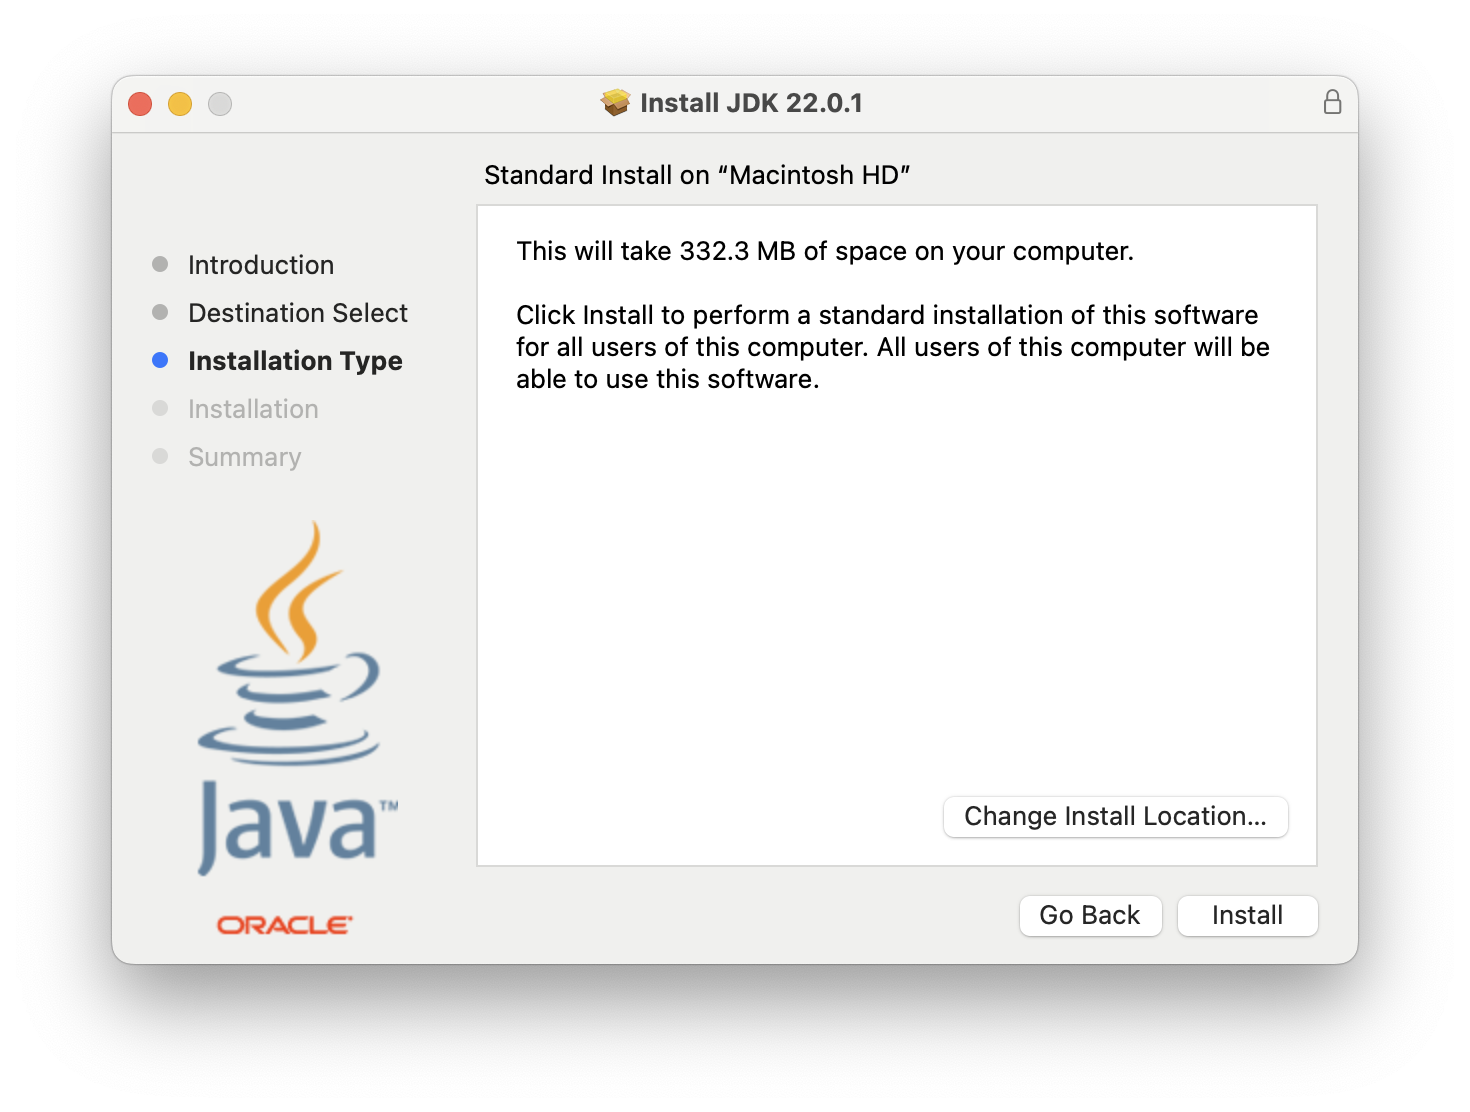 Install JDK 22.0.1
Standard Install on “Macintosh HD”
Introduction
Destination Select
Installation Type
Installation
Summary
This will take 332.3 MB of space on your computer.
Click Install to perform a standard installation of this software
for all users of this computer. All users of this computer will be
able to use this software.
Change Install Location...
Java™
ORACLE®
Go Back
Install